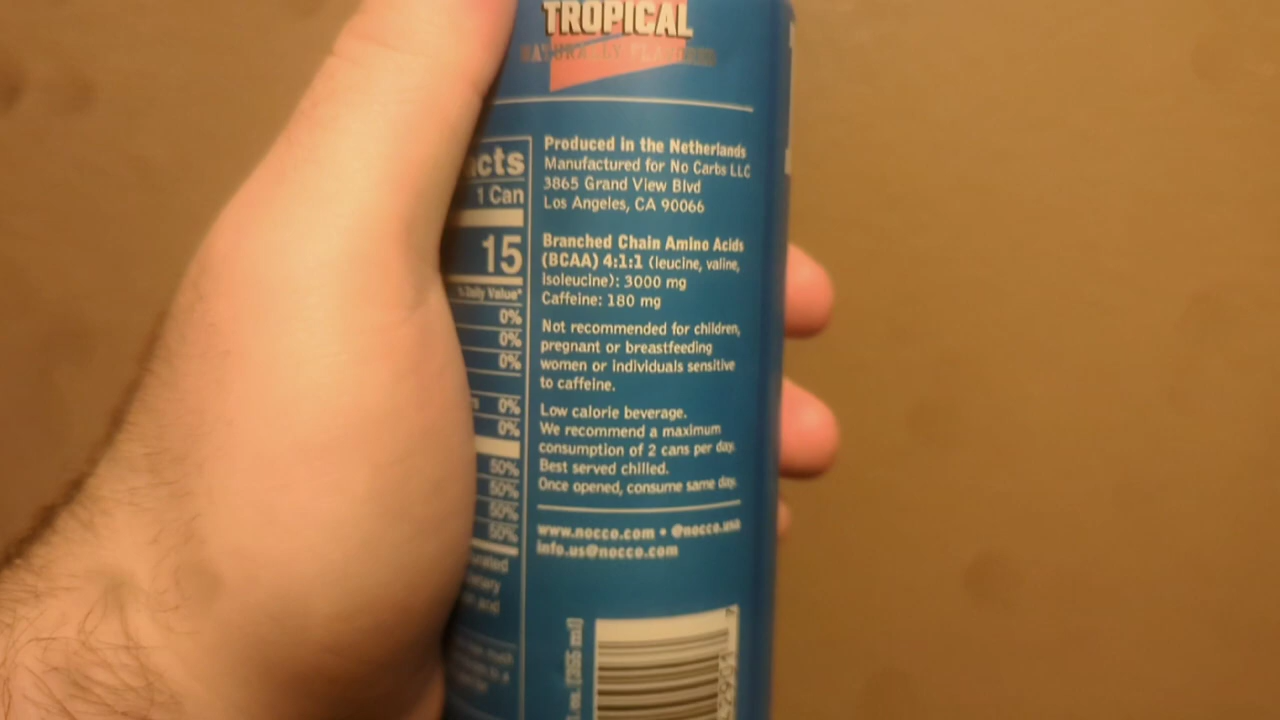 TROPICAL
NATURALLY FLAVORED
Produced in the Netherlands
Manufactured for No Carbs LLC
3865 Grand View Blvd
Los Angeles, CA 90066
Branched Chain Amino Acids
(BCAA) 4:1:1 (leucine, valine,
isoleucine): 3000 mg
Caffeine: 180 mg
Not recommended for children,
pregnant or breastfeeding
women or individuals sensitive
to caffeine.
Low calorie beverage.
We recommend a maximum
consumption of 2 cans per day.
Best served chilled.
Once opened, consume same day.
www.nocco.com • @nocco.usa
info.us@nocco.com
1 Can
15
% Daily Value*
0%
0%
0%
0%
0%
50%
50%
50%
50%